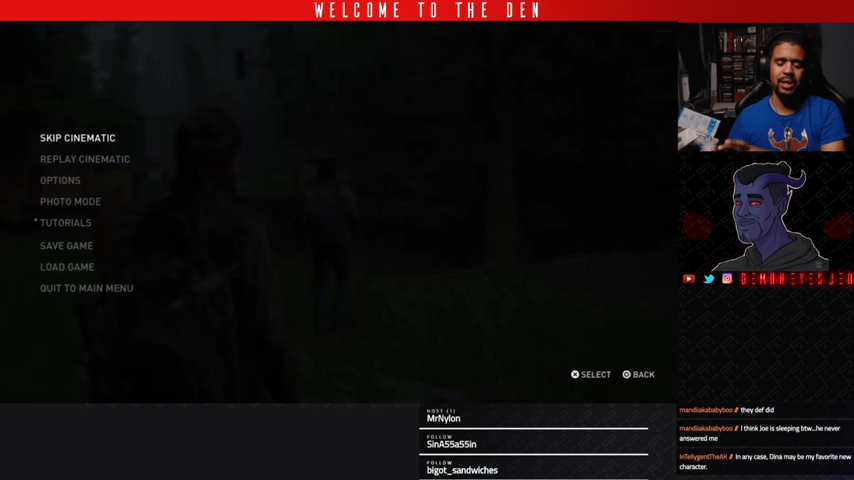 WELCOME TO THE DEN
SKIP CINEMATIC
REPLAY CINEMATIC
OPTIONS
PHOTO MODE
TUTORIALS
SAVE GAME
LOAD GAME
QUIT TO MAIN MENU
SELECT
BACK
DEMONEYESJED
HOST (1)
MrNylon
FOLLOW
SinA55a55in
FOLLOW
bigot_sandwiches
mandiiakababyboo // they def did
mandiiakababyboo // I think Joe is sleeping btw...he never
answered me
InTellygentTheAK // In any case, Dina may be my favorite new
character.